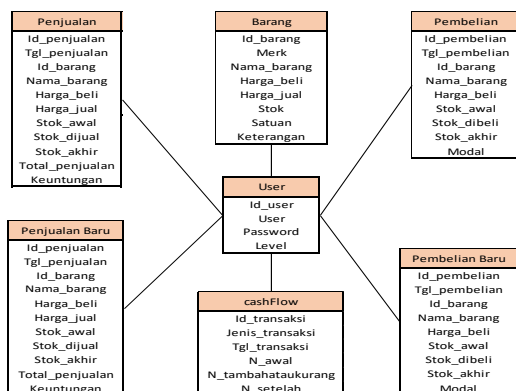 Penjualan
Id_penjualan
Tgl_penjualan
Id_barang
Nama_barang
Harga_beli
Harga_jual
Stok_awal
Stok_dijual
Stok_akhir
Total_penjualan
Keuntungan
Barang
Id_barang
Merk
Nama_barang
Harga_beli
Harga_jual
Stok
Satuan
Keterangan
Pembelian
Id_pembelian
Tgl_pembelian
Id_barang
Nama_barang
Harga_beli
Stok_awal
Stok_dibeli
Stok_akhir
Modal
User
Id_user
User
Password
Level
Penjualan Baru
Id_penjualan
Tgl_penjualan
Id_barang
Nama_barang
Harga_beli
Harga_jual
Stok_awal
Stok_dijual
Stok_akhir
Total_penjualan
Keuntungan
cashFlow
Id_transaksi
Jenis_transaksi
Tgl_transaksi
N_awal
N_tambahataukurang
N_setelah
Pembelian Baru
Id_pembelian
Tgl_pembelian
Id_barang
Nama_barang
Harga_beli
Stok_awal
Stok_dibeli
Stok_akhir
Modal